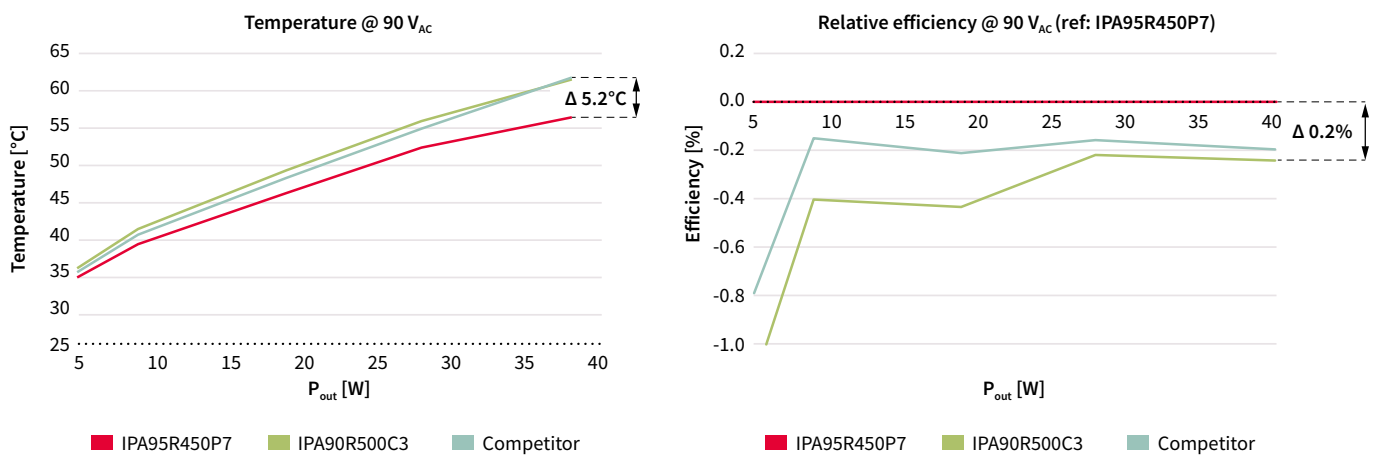 Temperature @ 90 VAC
65
60
55
50
45
40
35
30
25
5 10 15 20 25 30 35 40
Temperature [°C]
Pout [W]
Δ 5.2°C
IPA95R450P7 IPA90R500C3 Competitor
Relative efficiency @ 90 VAC (ref: IPA95R450P7)
0.2
0.0
-0.2
-0.4
-0.6
-0.8
-1.0
5 10 15 20 25 30 35 40
Efficiency [%]
Pout [W]
Δ 0.2%
IPA95R450P7 IPA90R500C3 Competitor